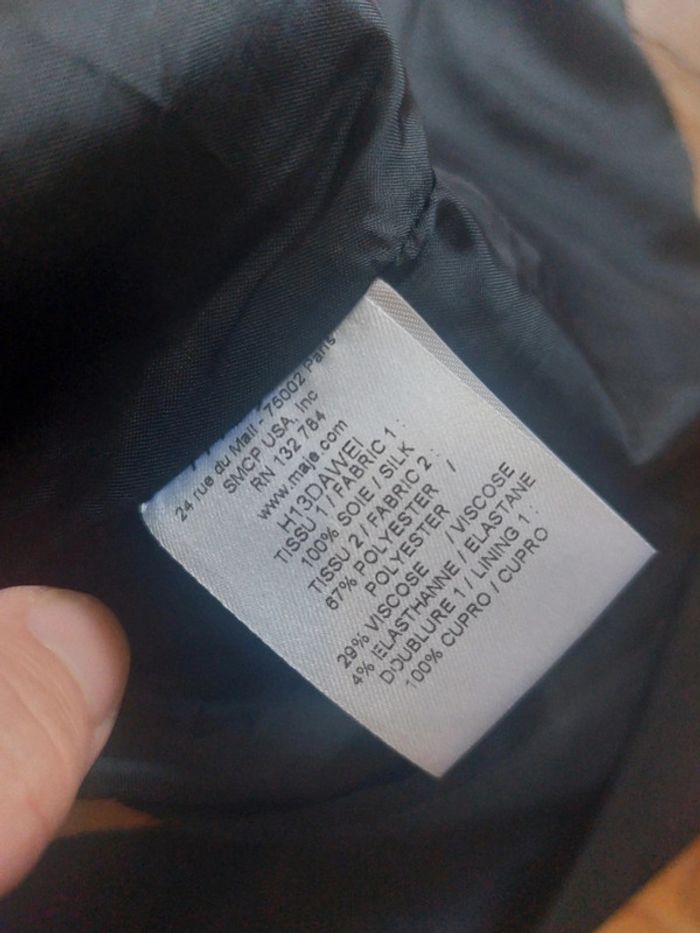 24 rue du Mail - 75002 Paris
SMCP USA, Inc
RN 132 784
www.maje.com
H13DAWEI
TISSU 1 / FABRIC 1 :
100% SOIE / SILK
TISSU 2 / FABRIC 2 :
67% POLYESTER /
POLYESTER
29% VISCOSE / VISCOSE
4% ELASTHANNE / ELASTANE
DOUBLURE 1 / LINING 1 :
100% CUPRO / CUPRO